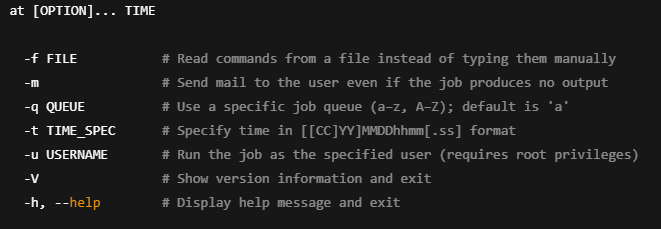 at [OPTION]... TIME
-f FILE # Read commands from a file instead of typing them manually
-m # Send mail to the user even if the job produces no output
-q QUEUE # Use a specific job queue (a–z, A–Z); default is 'a'
-t TIME_SPEC # Specify time in [[CC]YY]MMDDhhmm[.ss] format
-u USERNAME # Run the job as the specified user (requires root privileges)
-V # Show version information and exit
-h, --help # Display help message and exit